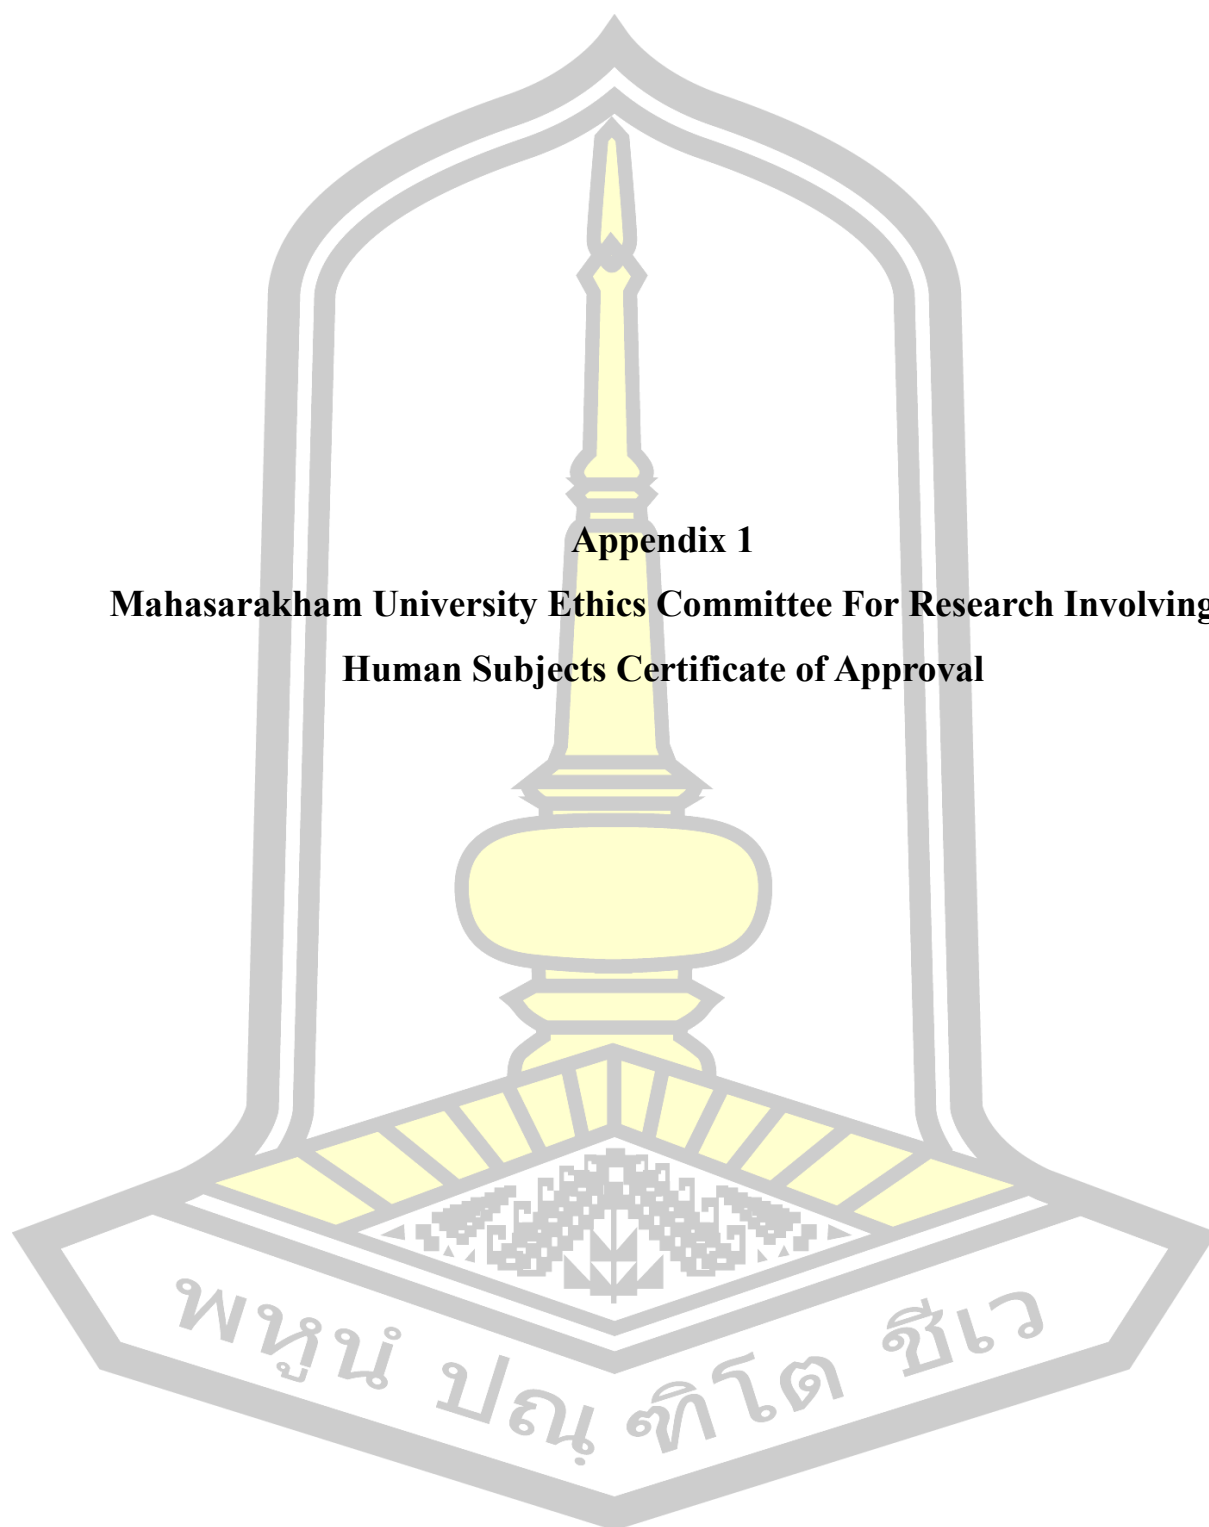 Appendix 1
Mahasarakham University Ethics Committee For Research Involving
Human Subjects Certificate of Approval
พหูนํ ปณฺ ฑิโต ชีเว